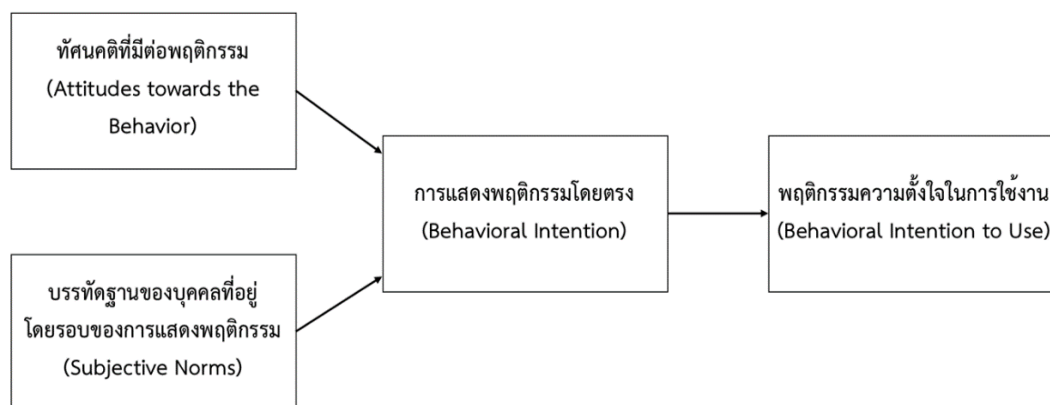 ทัศนคติที่มีต่อพฤติกรรม
(Attitudes towards the
Behavior)
บรรทัดฐานของบุคคลที่อยู่
โดยรอบของการแสดงพฤติกรรม
(Subjective Norms)
การแสดงพฤติกรรมโดยตรง
(Behavioral Intention)
พฤติกรรมความตั้งใจในการใช้งาน
(Behavioral Intention to Use)